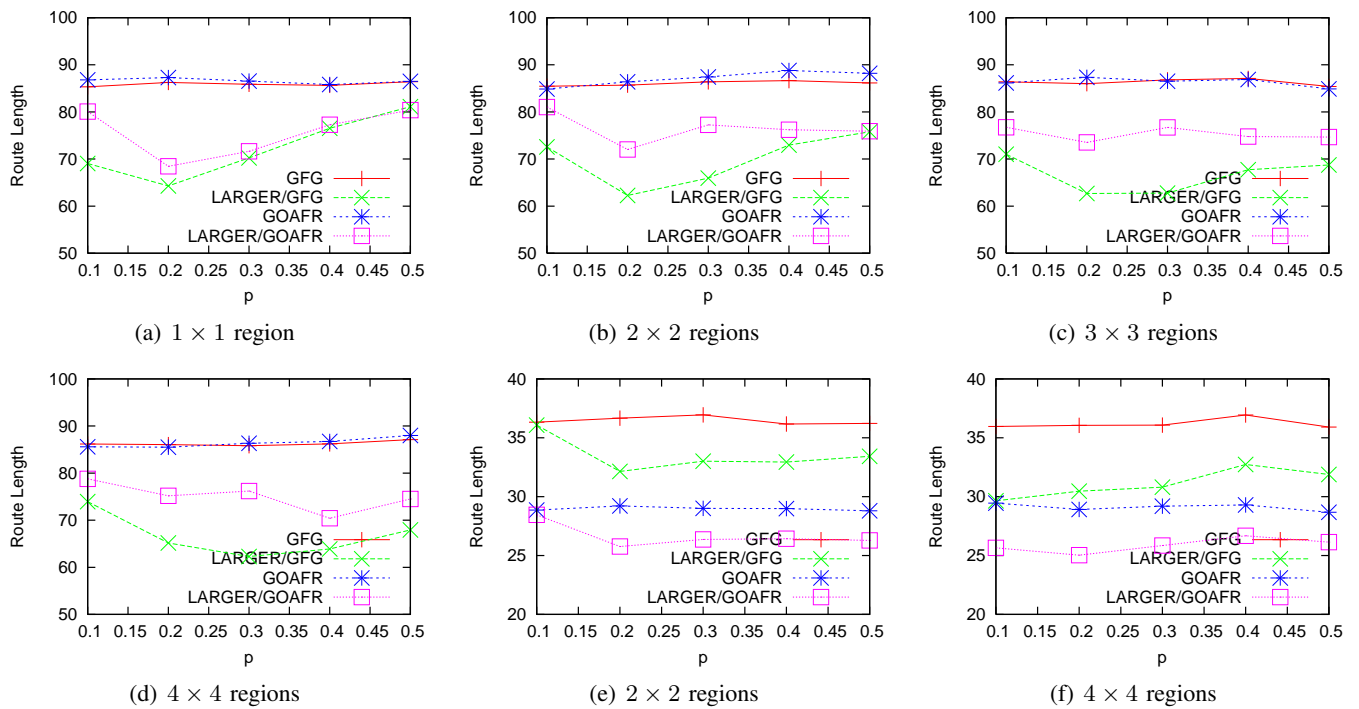 100
90
80
70
60
50
Route Length
0.1 0.15 0.2 0.25 0.3 0.35 0.4 0.45 0.5
p
GFG
LARGER/GFG
GOAFR
LARGER/GOAFR
(a) 1 × 1 region
100
90
80
70
60
50
Route Length
0.1 0.15 0.2 0.25 0.3 0.35 0.4 0.45 0.5
p
GFG
LARGER/GFG
GOAFR
LARGER/GOAFR
(b) 2 × 2 regions
100
90
80
70
60
50
Route Length
0.1 0.15 0.2 0.25 0.3 0.35 0.4 0.45 0.5
p
GFG
LARGER/GFG
GOAFR
LARGER/GOAFR
(c) 3 × 3 regions
100
90
80
70
60
50
Route Length
0.1 0.15 0.2 0.25 0.3 0.35 0.4 0.45 0.5
p
GFG
LARGER/GFG
GOAFR
LARGER/GOAFR
(d) 4 × 4 regions
40
35
30
25
20
Route Length
0.1 0.15 0.2 0.25 0.3 0.35 0.4 0.45 0.5
p
GFG
LARGER/GFG
GOAFR
LARGER/GOAFR
(e) 2 × 2 regions
40
35
30
25
20
Route Length
0.1 0.15 0.2 0.25 0.3 0.35 0.4 0.45 0.5
p
GFG
LARGER/GFG
GOAFR
LARGER/GOAFR
(f) 4 × 4 regions